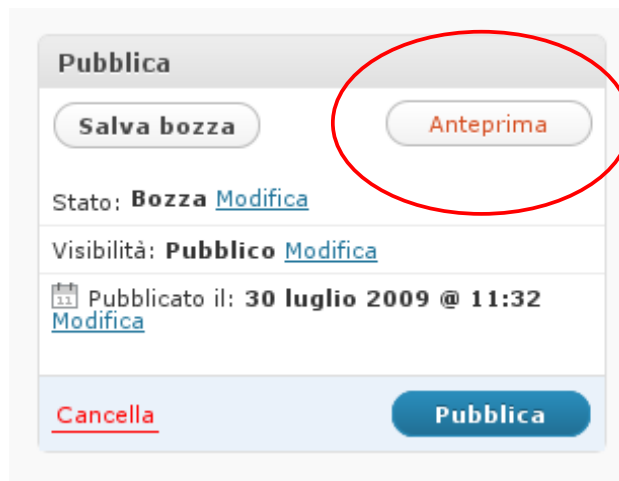 Pubblica
Salva bozza Anteprima
Stato: Bozza Modifica
Visibilità: Pubblico Modifica
11 Pubblicato il: 30 luglio 2009 @ 11:32
Modifica
Cancella Pubblica